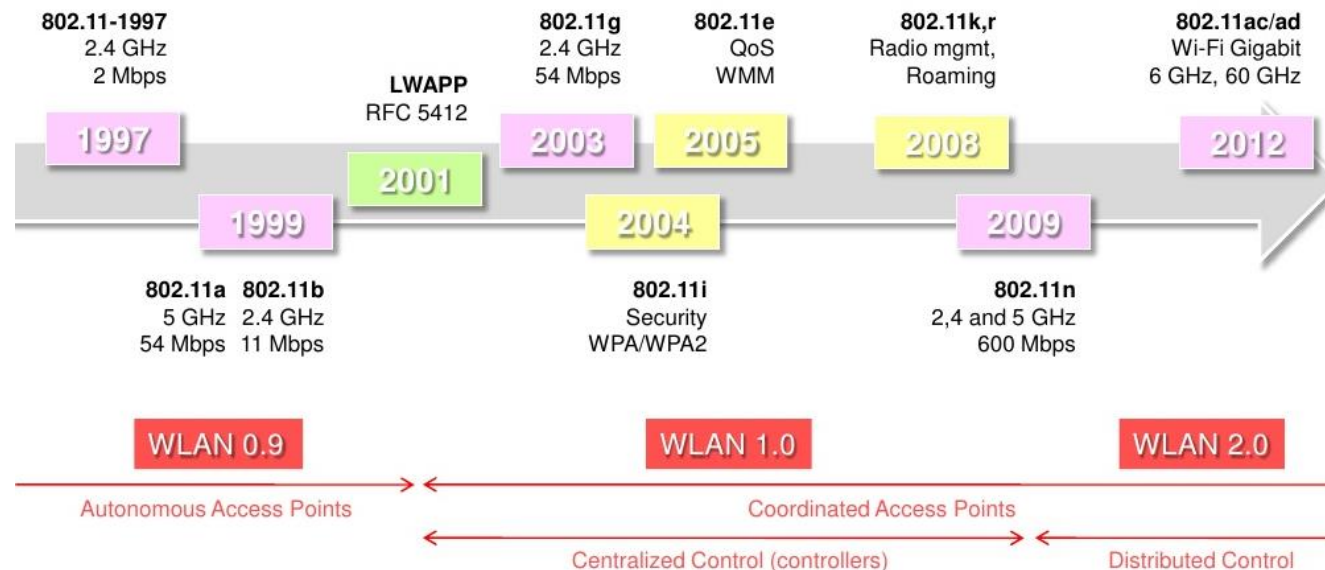 802.11-1997
2.4 GHz
2 Mbps
LWAPP
RFC 5412
802.11g
2.4 GHz
54 Mbps
802.11e
QoS
WMM
802.11k,r
Radio mgmt,
Roaming
802.11ac/ad
Wi-Fi Gigabit
6 GHz, 60 GHz
1997
1999
2001
2003
2004
2005
2008
2009
2012
802.11a
5 GHz
54 Mbps
802.11b
2.4 GHz
11 Mbps
802.11i
Security
WPA/WPA2
802.11n
2,4 and 5 GHz
600 Mbps
WLAN 0.9
WLAN 1.0
WLAN 2.0
Autonomous Access Points
Coordinated Access Points
Centralized Control (controllers)
Distributed Control